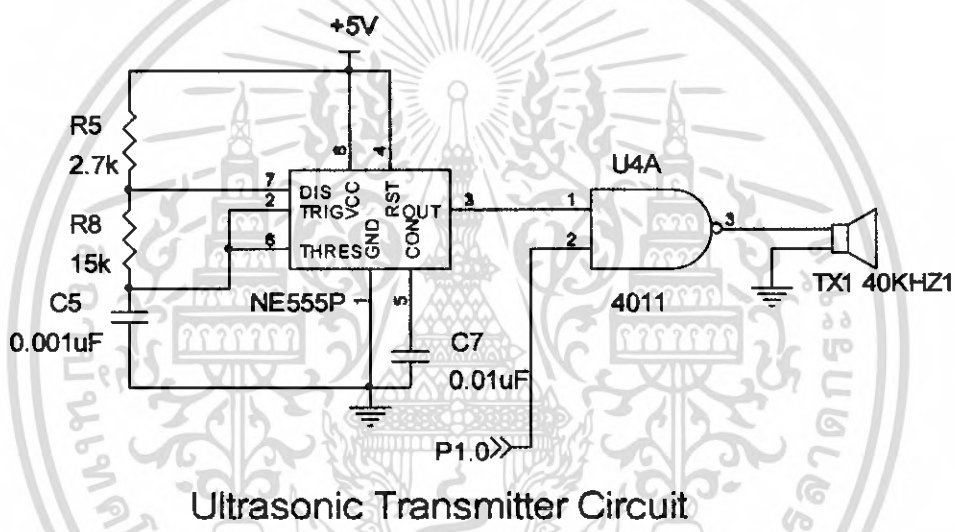 +5V
R5
2.7k
R8
15k
C5
0.001uF
7
2
6
DIS
TRIG
THRES
VCC
GND
RST
CON
OUT
8
4
3
1
5
NE555P
C7
0.01uF
U4A
1
2
3
4011
P1.0
TX1 40KHZ1
Ultrasonic Transmitter Circuit